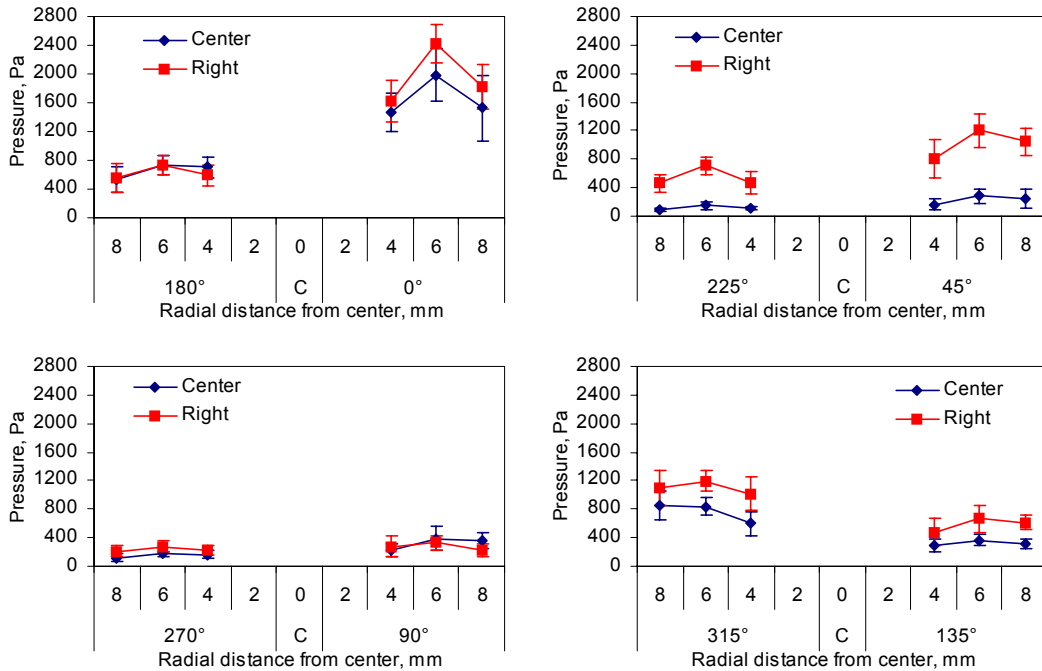 2800
2400
2000
1600
1200
800
400
0
Pressure, Pa
Center
Right
8 6 4 2 0 2 4 6 8
180° C 0°
Radial distance from center, mm
2800
2400
2000
1600
1200
800
400
0
Pressure, Pa
Center
Right
8 6 4 2 0 2 4 6 8
225° C 45°
Radial distance from center, mm
2800
2400
2000
1600
1200
800
400
0
Pressure, Pa
Center
Right
8 6 4 2 0 2 4 6 8
270° C 90°
Radial distance from center, mm
2800
2400
2000
1600
1200
800
400
0
Pressure, Pa
Center
Right
8 6 4 2 0 2 4 6 8
315° C 135°
Radial distance from center, mm